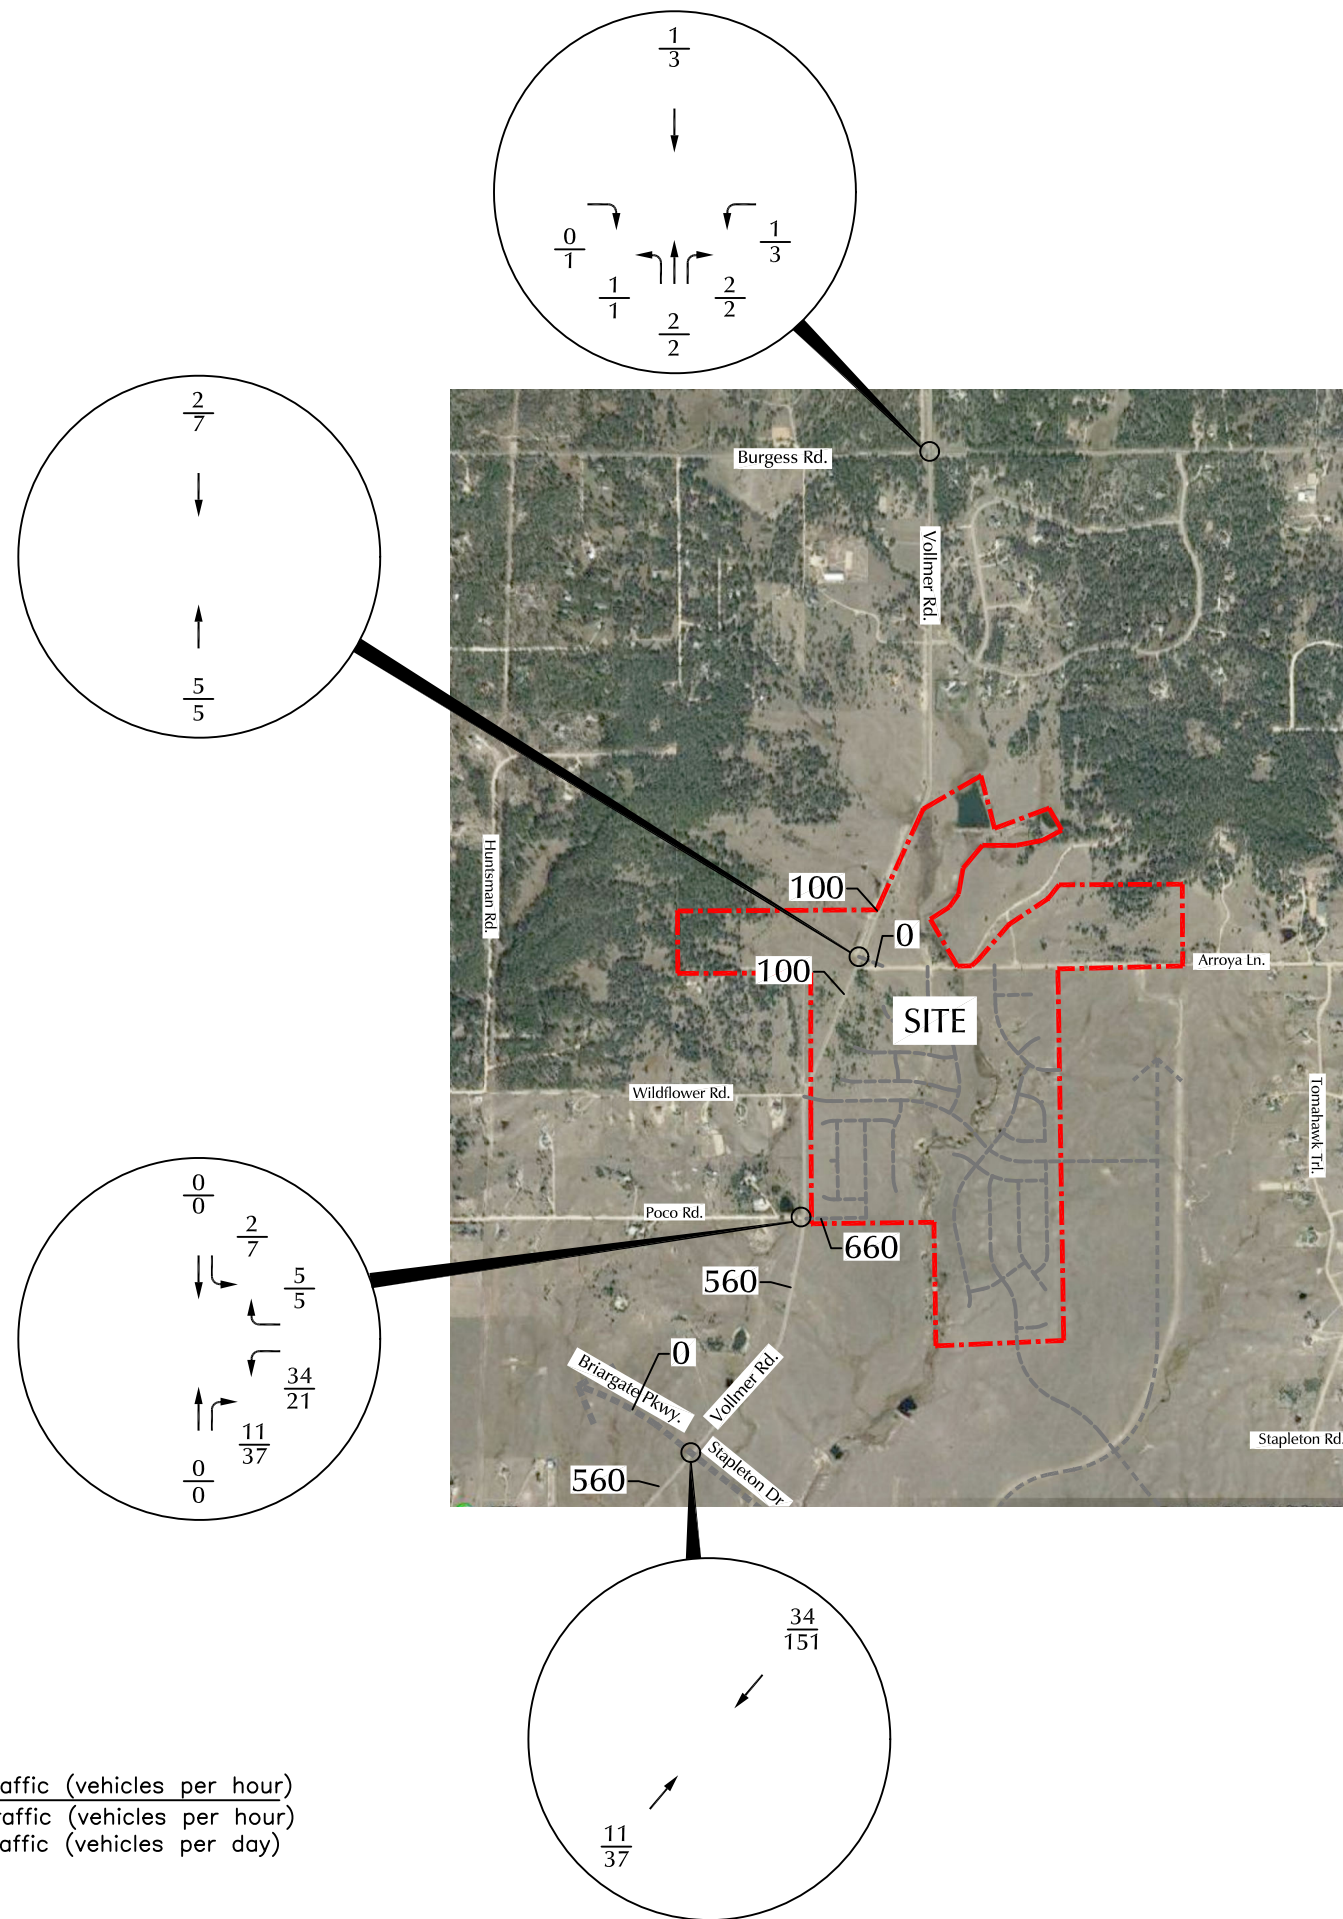 1
3
0
1
1
3
1
1
2
2
2
2
2
7
5
5
Burgess Rd.
Vollmer Rd.
Huntsman Rd.
100
0
100
Arroya Ln.
SITE
Wildflower Rd.
Tomahawk Trl.
Poco Rd.
660
560
0
0
2
7
5
5
34
21
11
37
0
0
0
Briargate Pkwy.
Vollmer Rd.
Stapleton Dr
Stapleton Rd.
560
34
151
11
37
affic (vehicles per hour)
raffic (vehicles per hour)
affic (vehicles per day)